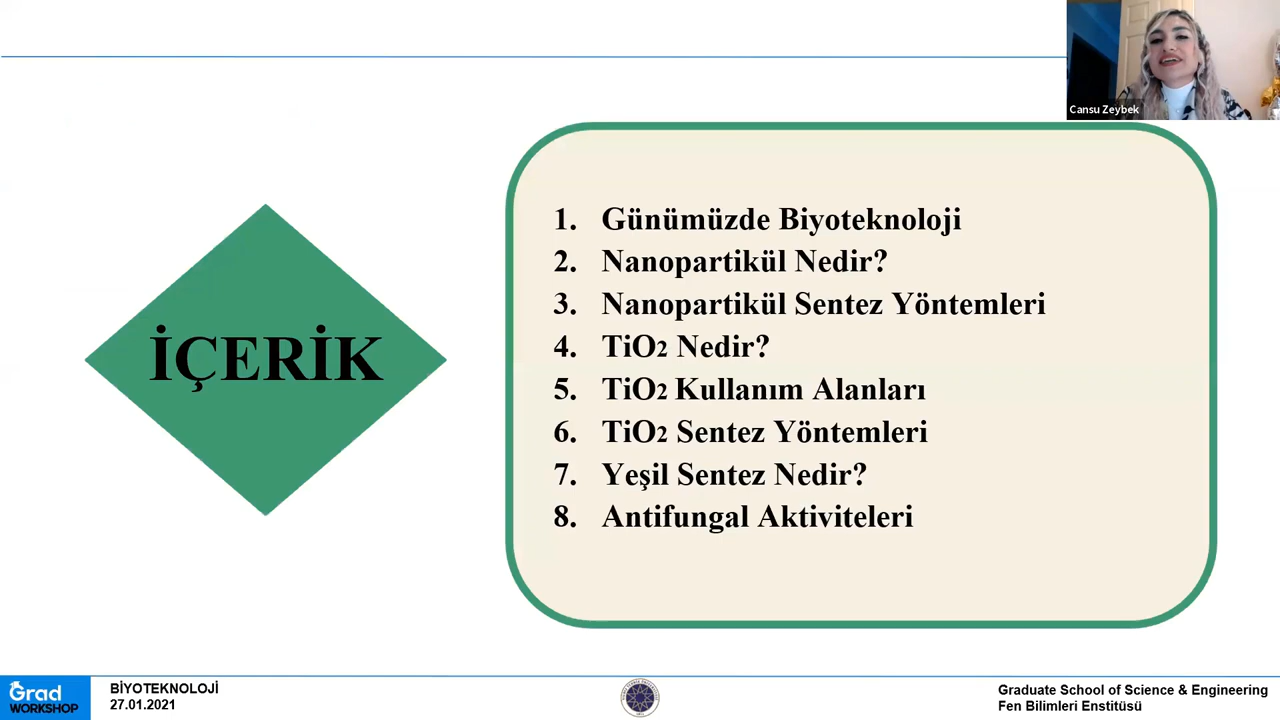 Cansu Zeybek
İÇERİK
1. Günümüzde Biyoteknoloji
2. Nanopartikül Nedir?
3. Nanopartikül Sentez Yöntemleri
4. TiO2 Nedir?
5. TiO2 Kullanım Alanları
6. TiO2 Sentez Yöntemleri
7. Yeşil Sentez Nedir?
8. Antifungal Aktiviteleri
Grad
WORKSHOP
BİYOTEKNOLOJİ
27.01.2021
Graduate School of Science & Engineering
Fen Bilimleri Enstitüsü